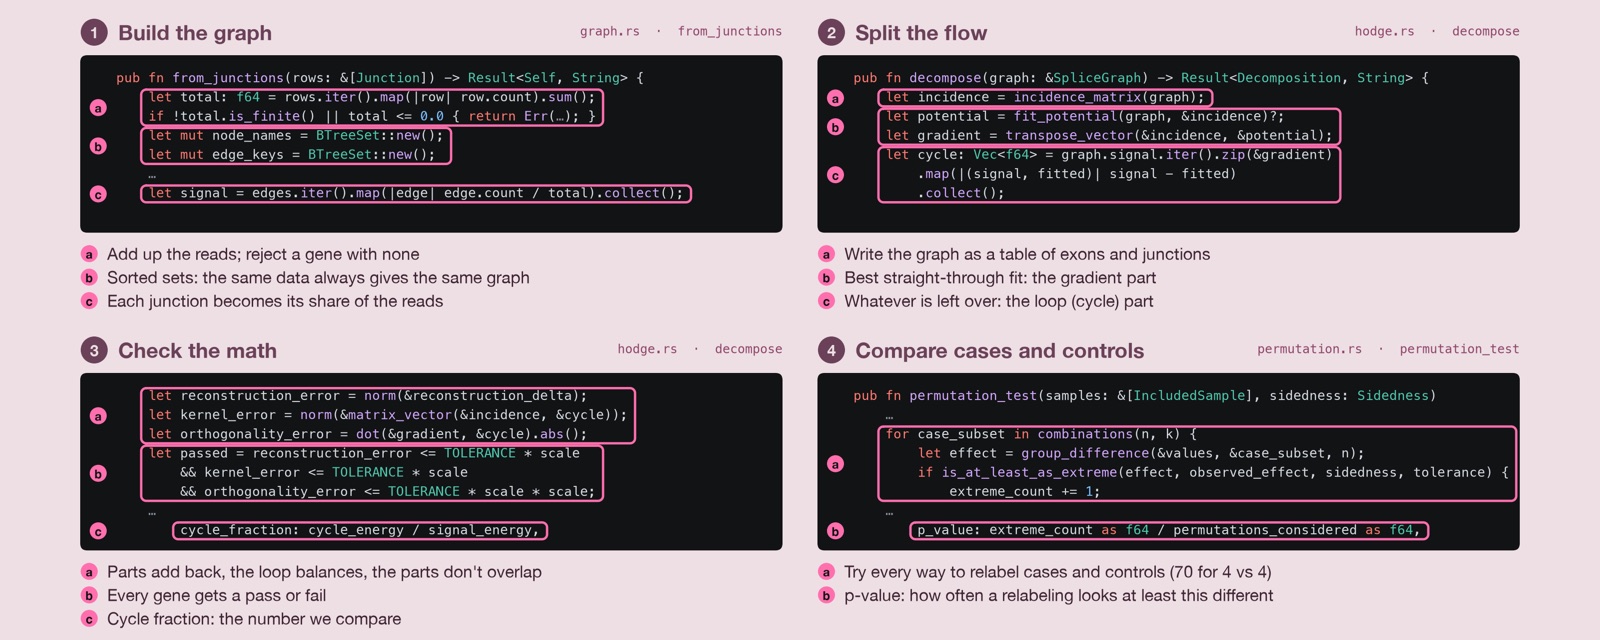 1 Build the graph
graph.rs · from_junctions
pub fn from_junctions(rows: &[Junction]) -> Result<Self, String> {
a
let total: f64 = rows.iter().map(|row| row.count).sum();
if !total.is_finite() || total <= 0.0 { return Err(…); }
b
let mut node_names = BTreeSet::new();
let mut edge_keys = BTreeSet::new();
…
c let signal = edges.iter().map(|edge| edge.count / total).collect();
a Add up the reads; reject a gene with none
b Sorted sets: the same data always gives the same graph
c Each junction becomes its share of the reads
2 Split the flow
hodge.rs · decompose
pub fn decompose(graph: &SpliceGraph) -> Result<Decomposition, String> {
a let incidence = incidence_matrix(graph);
b
let potential = fit_potential(graph, &incidence)?;
let gradient = transpose_vector(&incidence, &potential);
let cycle: Vec<f64> = graph.signal.iter().zip(&gradient)
c .map(|(signal, fitted)| signal − fitted)
.collect();
a Write the graph as a table of exons and junctions
b Best straight-through fit: the gradient part
c Whatever is left over: the loop (cycle) part
3 Check the math
hodge.rs · decompose
let reconstruction_error = norm(&reconstruction_delta);
a let kernel_error = norm(&matrix_vector(&incidence, &cycle));
let orthogonality_error = dot(&gradient, &cycle).abs();
let passed = reconstruction_error <= TOLERANCE * scale
b && kernel_error <= TOLERANCE * scale
&& orthogonality_error <= TOLERANCE * scale * scale;
…
c cycle_fraction: cycle_energy / signal_energy,
a Parts add back, the loop balances, the parts don't overlap
b Every gene gets a pass or fail
c Cycle fraction: the number we compare
4 Compare cases and controls
permutation.rs · permutation_test
pub fn permutation_test(samples: &[IncludedSample], sidedness: Sidedness)
…
for case_subset in combinations(n, k) {
let effect = group_difference(&values, &case_subset, n);
a
if is_at_least_as_extreme(effect, observed_effect, sidedness, tolerance) {
extreme_count += 1;
…
b p_value: extreme_count as f64 / permutations_considered as f64,
a Try every way to relabel cases and controls (70 for 4 vs 4)
b p-value: how often a relabeling looks at least this different